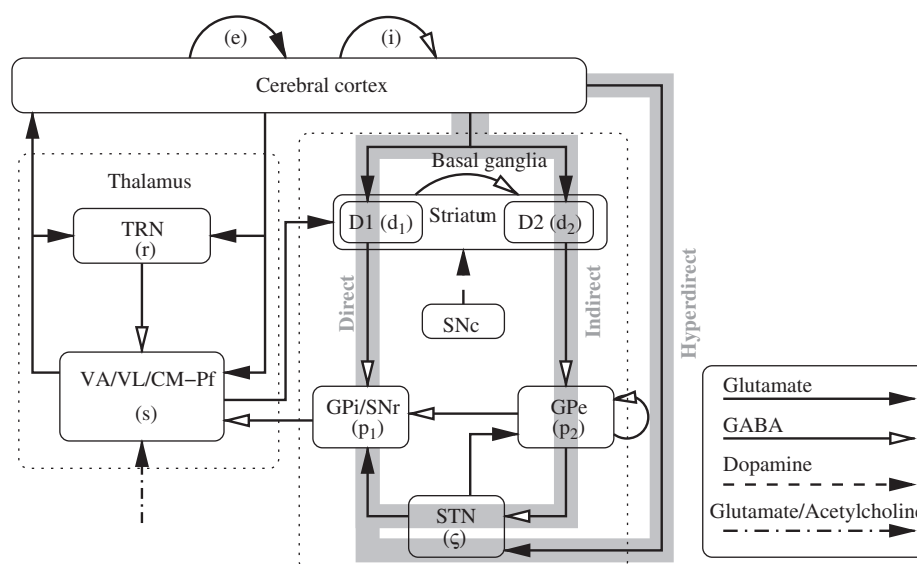 (e)
(i)
Cerebral cortex
Basal ganglia
Thalamus
TRN
(r)
D1 (d₁)
Striatum
D2 (d₂)
Direct
SNc
Indirect
Hyperdirect
VA/VL/CM−Pf
(s)
GPi/SNr
(p₁)
GPe
(p₂)
STN
(ς)
Glutamate
GABA
Dopamine
Glutamate/Acetylcholine